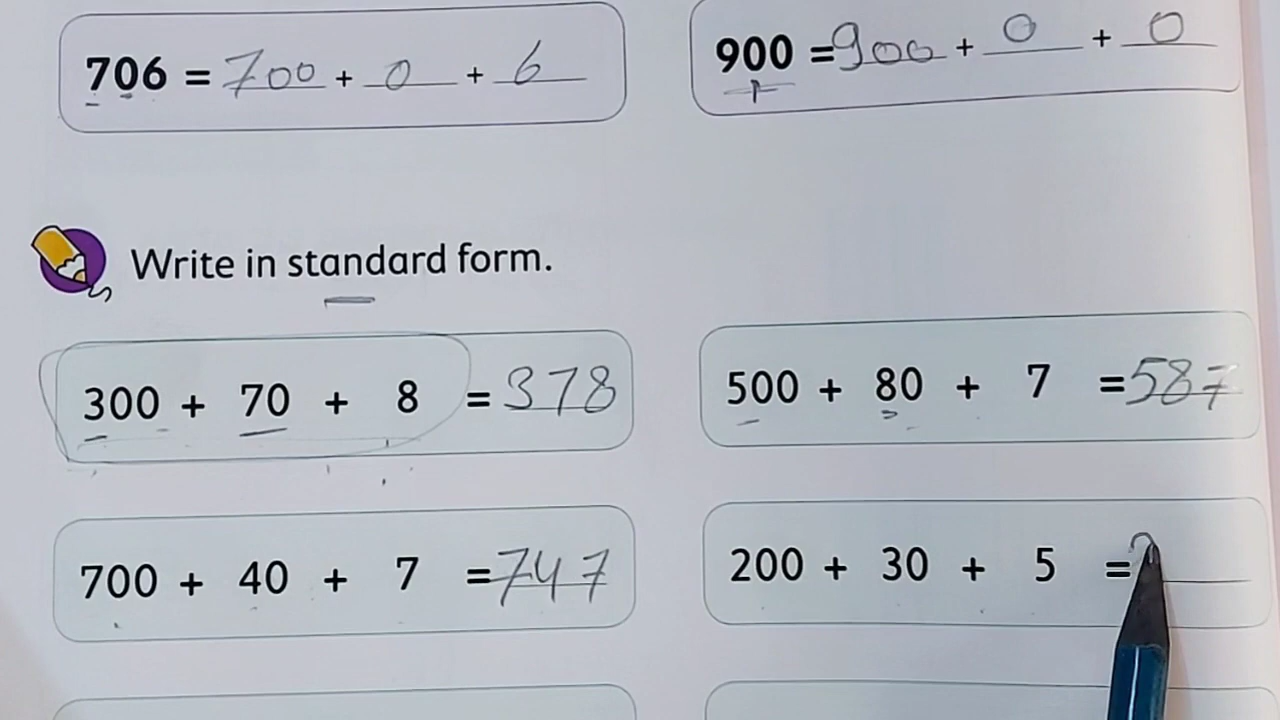 706 = 700 + 0 + 6
900 = 900 + 0 + 0
Write in standard form.
300 + 70 + 8 = 378
500 + 80 + 7 = 587
700 + 40 + 7 = 747
200 + 30 + 5 = 2